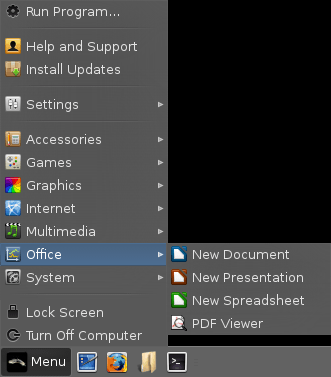 Run Program...
Help and Support
Install Updates
Settings
Accessories
Games
Graphics
Internet
Multimedia
Office
New Document
New Presentation
New Spreadsheet
PDF Viewer
System
Lock Screen
Turn Off Computer
Menu